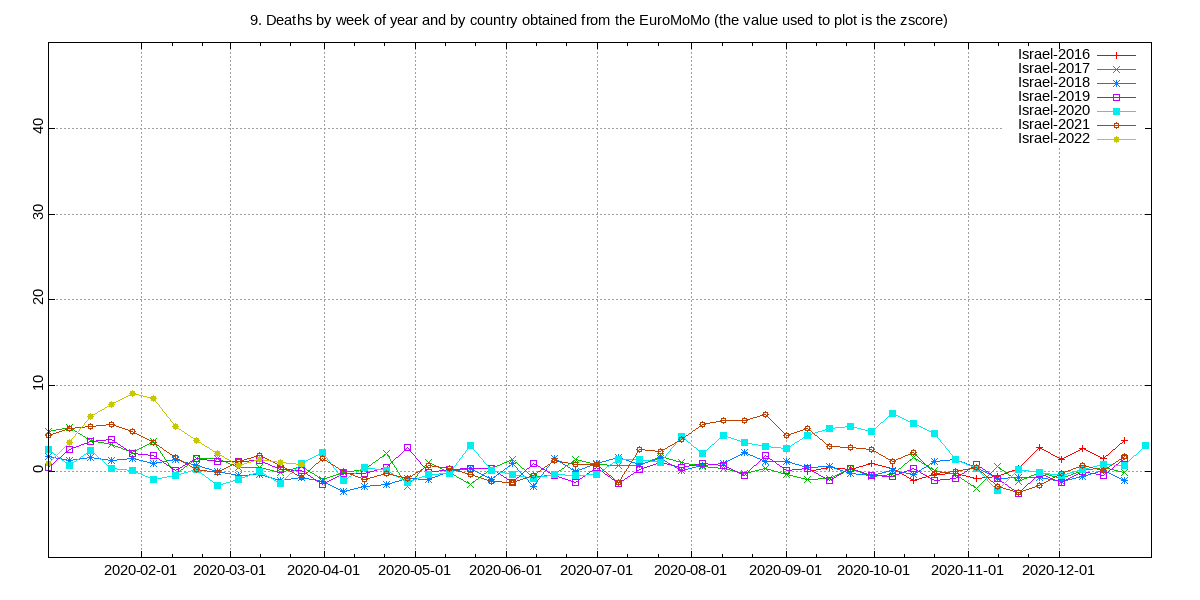 9. Deaths by week of year and by country obtained from the EuroMoMo (the value used to plot is the zscore)
Israel-2016
Israel-2017
Israel-2018
Israel-2019
Israel-2020
Israel-2021
Israel-2022
40
30
20
10
0
2020-02-01 2020-03-01 2020-04-01 2020-05-01 2020-06-01 2020-07-01 2020-08-01 2020-09-01 2020-10-01 2020-11-01 2020-12-01